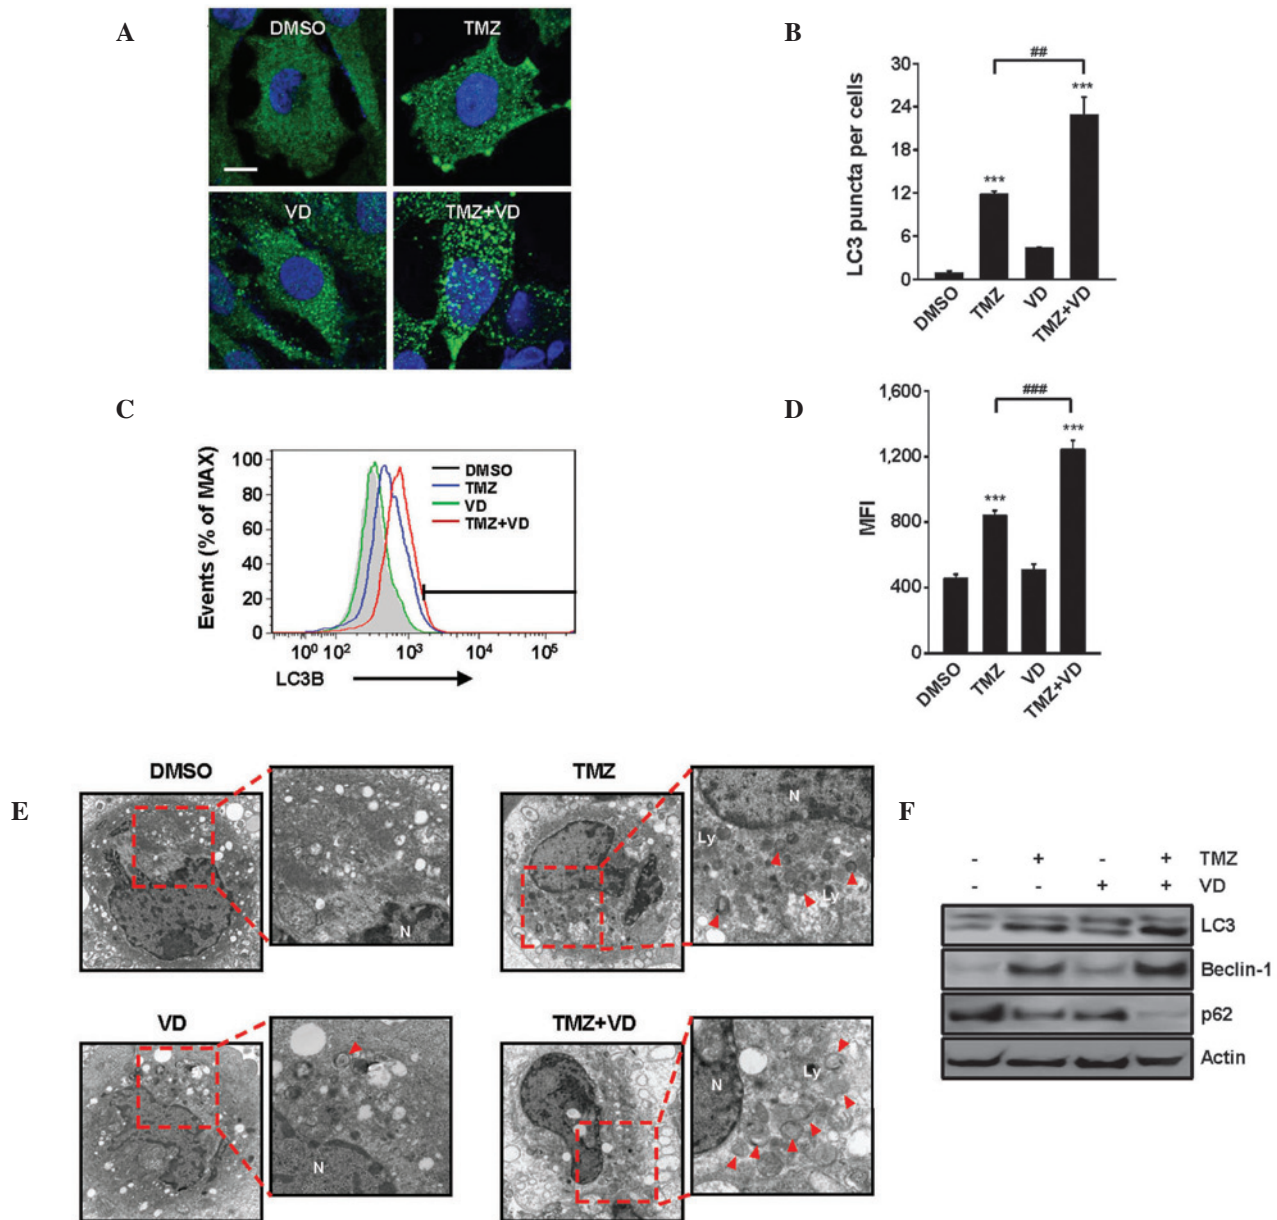 A
DMSO
TMZ
VD
TMZ+VD
B
LC3 puncta per cells
30
24
18
12
6
0
##
***
***
DMSO
TMZ
VD
TMZ+VD
C
Events (% of MAX)
100
80
60
40
20
0
DMSO
TMZ
VD
TMZ+VD
10⁰ 10² 10³ 10⁴ 10⁵
LC3B
D
MFI
1,600
1,200
800
400
0
###
***
***
DMSO
TMZ
VD
TMZ+VD
E
DMSO
N
TMZ
N
Ly
Ly
VD
N
TMZ+VD
N
Ly
F
- + - + TMZ
- - + + VD
LC3
Beclin-1
p62
Actin